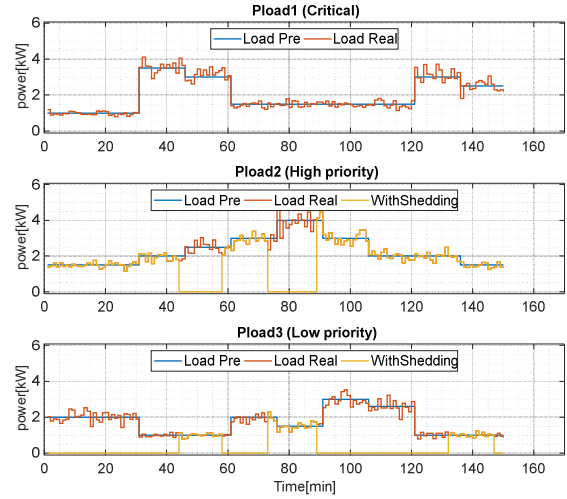 Pload1 (Critical)
6
4
2
0
power[kW]
Load Pre Load Real
0 20 40 60 80 100 120 140 160
Pload2 (High priority)
6
4
2
0
power[kW]
Load Pre Load Real WithShedding
0 20 40 60 80 100 120 140 160
Pload3 (Low priority)
6
4
2
0
power[kW]
Load Pre Load Real WithShedding
0 20 40 60 80 100 120 140 160
Time[min]